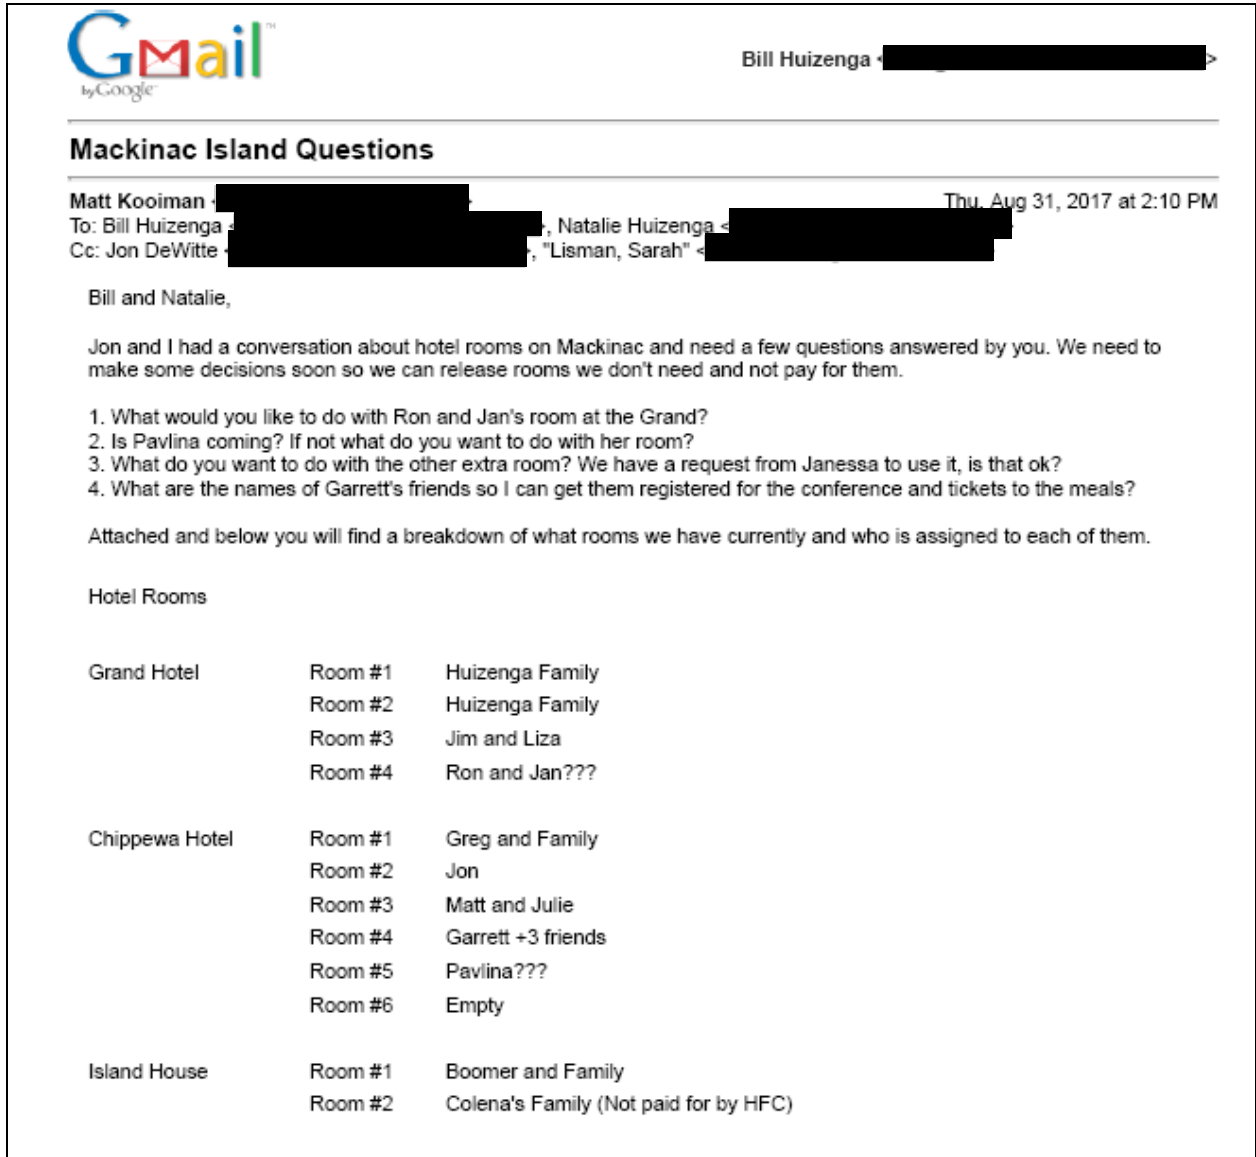 Gmail™
by Google
Bill Huizenga < >
Mackinac Island Questions
Matt Kooiman < > Thu, Aug 31, 2017 at 2:10 PM
To: Bill Huizenga < >, Natalie Huizenga < >
Cc: Jon DeWitte < >, "Lisman, Sarah" <
Bill and Natalie,
Jon and I had a conversation about hotel rooms on Mackinac and need a few questions answered by you. We need to
make some decisions soon so we can release rooms we don't need and not pay for them.
1. What would you like to do with Ron and Jan's room at the Grand?
2. Is Pavlina coming? If not what do you want to do with her room?
3. What do you want to do with the other extra room? We have a request from Janessa to use it, is that ok?
4. What are the names of Garrett's friends so I can get them registered for the conference and tickets to the meals?
Attached and below you will find a breakdown of what rooms we have currently and who is assigned to each of them.
Hotel Rooms
Grand Hotel Room #1 Huizenga Family
Room #2 Huizenga Family
Room #3 Jim and Liza
Room #4 Ron and Jan???
Chippewa Hotel Room #1 Greg and Family
Room #2 Jon
Room #3 Matt and Julie
Room #4 Garrett +3 friends
Room #5 Pavlina???
Room #6 Empty
Island House Room #1 Boomer and Family
Room #2 Colena's Family (Not paid for by HFC)